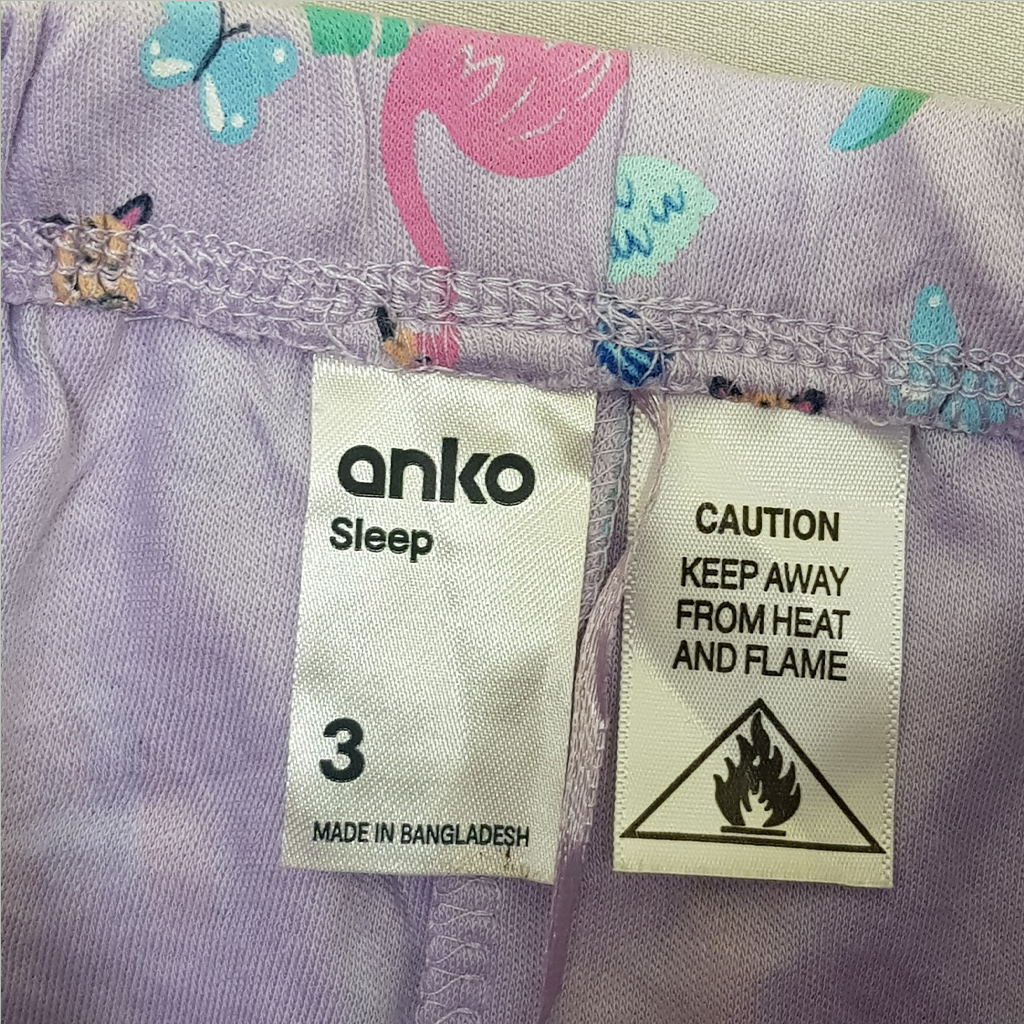 anko
Sleep
3
MADE IN BANGLADESH
CAUTION
KEEP AWAY
FROM HEAT
AND FLAME